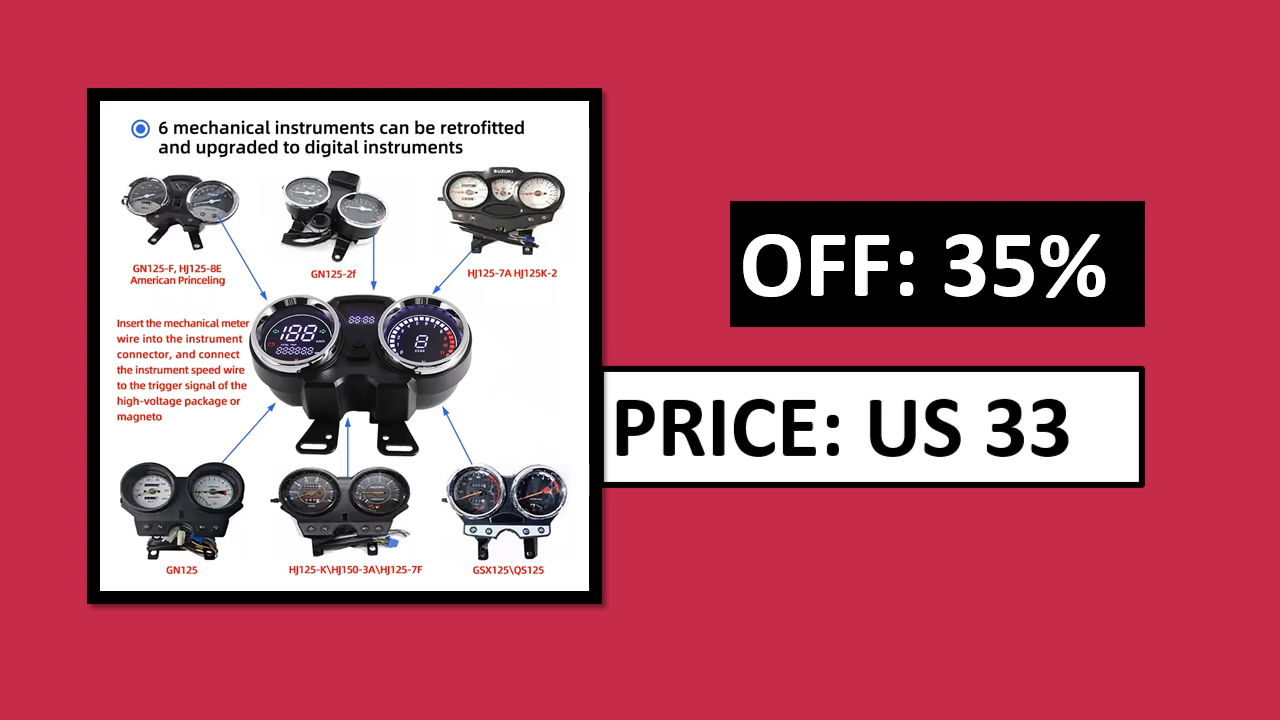 6 mechanical instruments can be retrofitted
and upgraded to digital instruments
SUZUKI
GN125-F, HJ125-8E
American Princeling
GN125-2f
HJ125-7A HJ125K-2
OFF: 35%
Insert the mechanical meter
wire into the instrument
connector, and connect
the instrument speed wire
to the trigger signal of the
high-voltage package or
magneto
188
88:88
888888
8
GEAR
PRICE: US 33
GN125
HJ125-K\HJ150-3A\HJ125-7F
GSX125\QS125